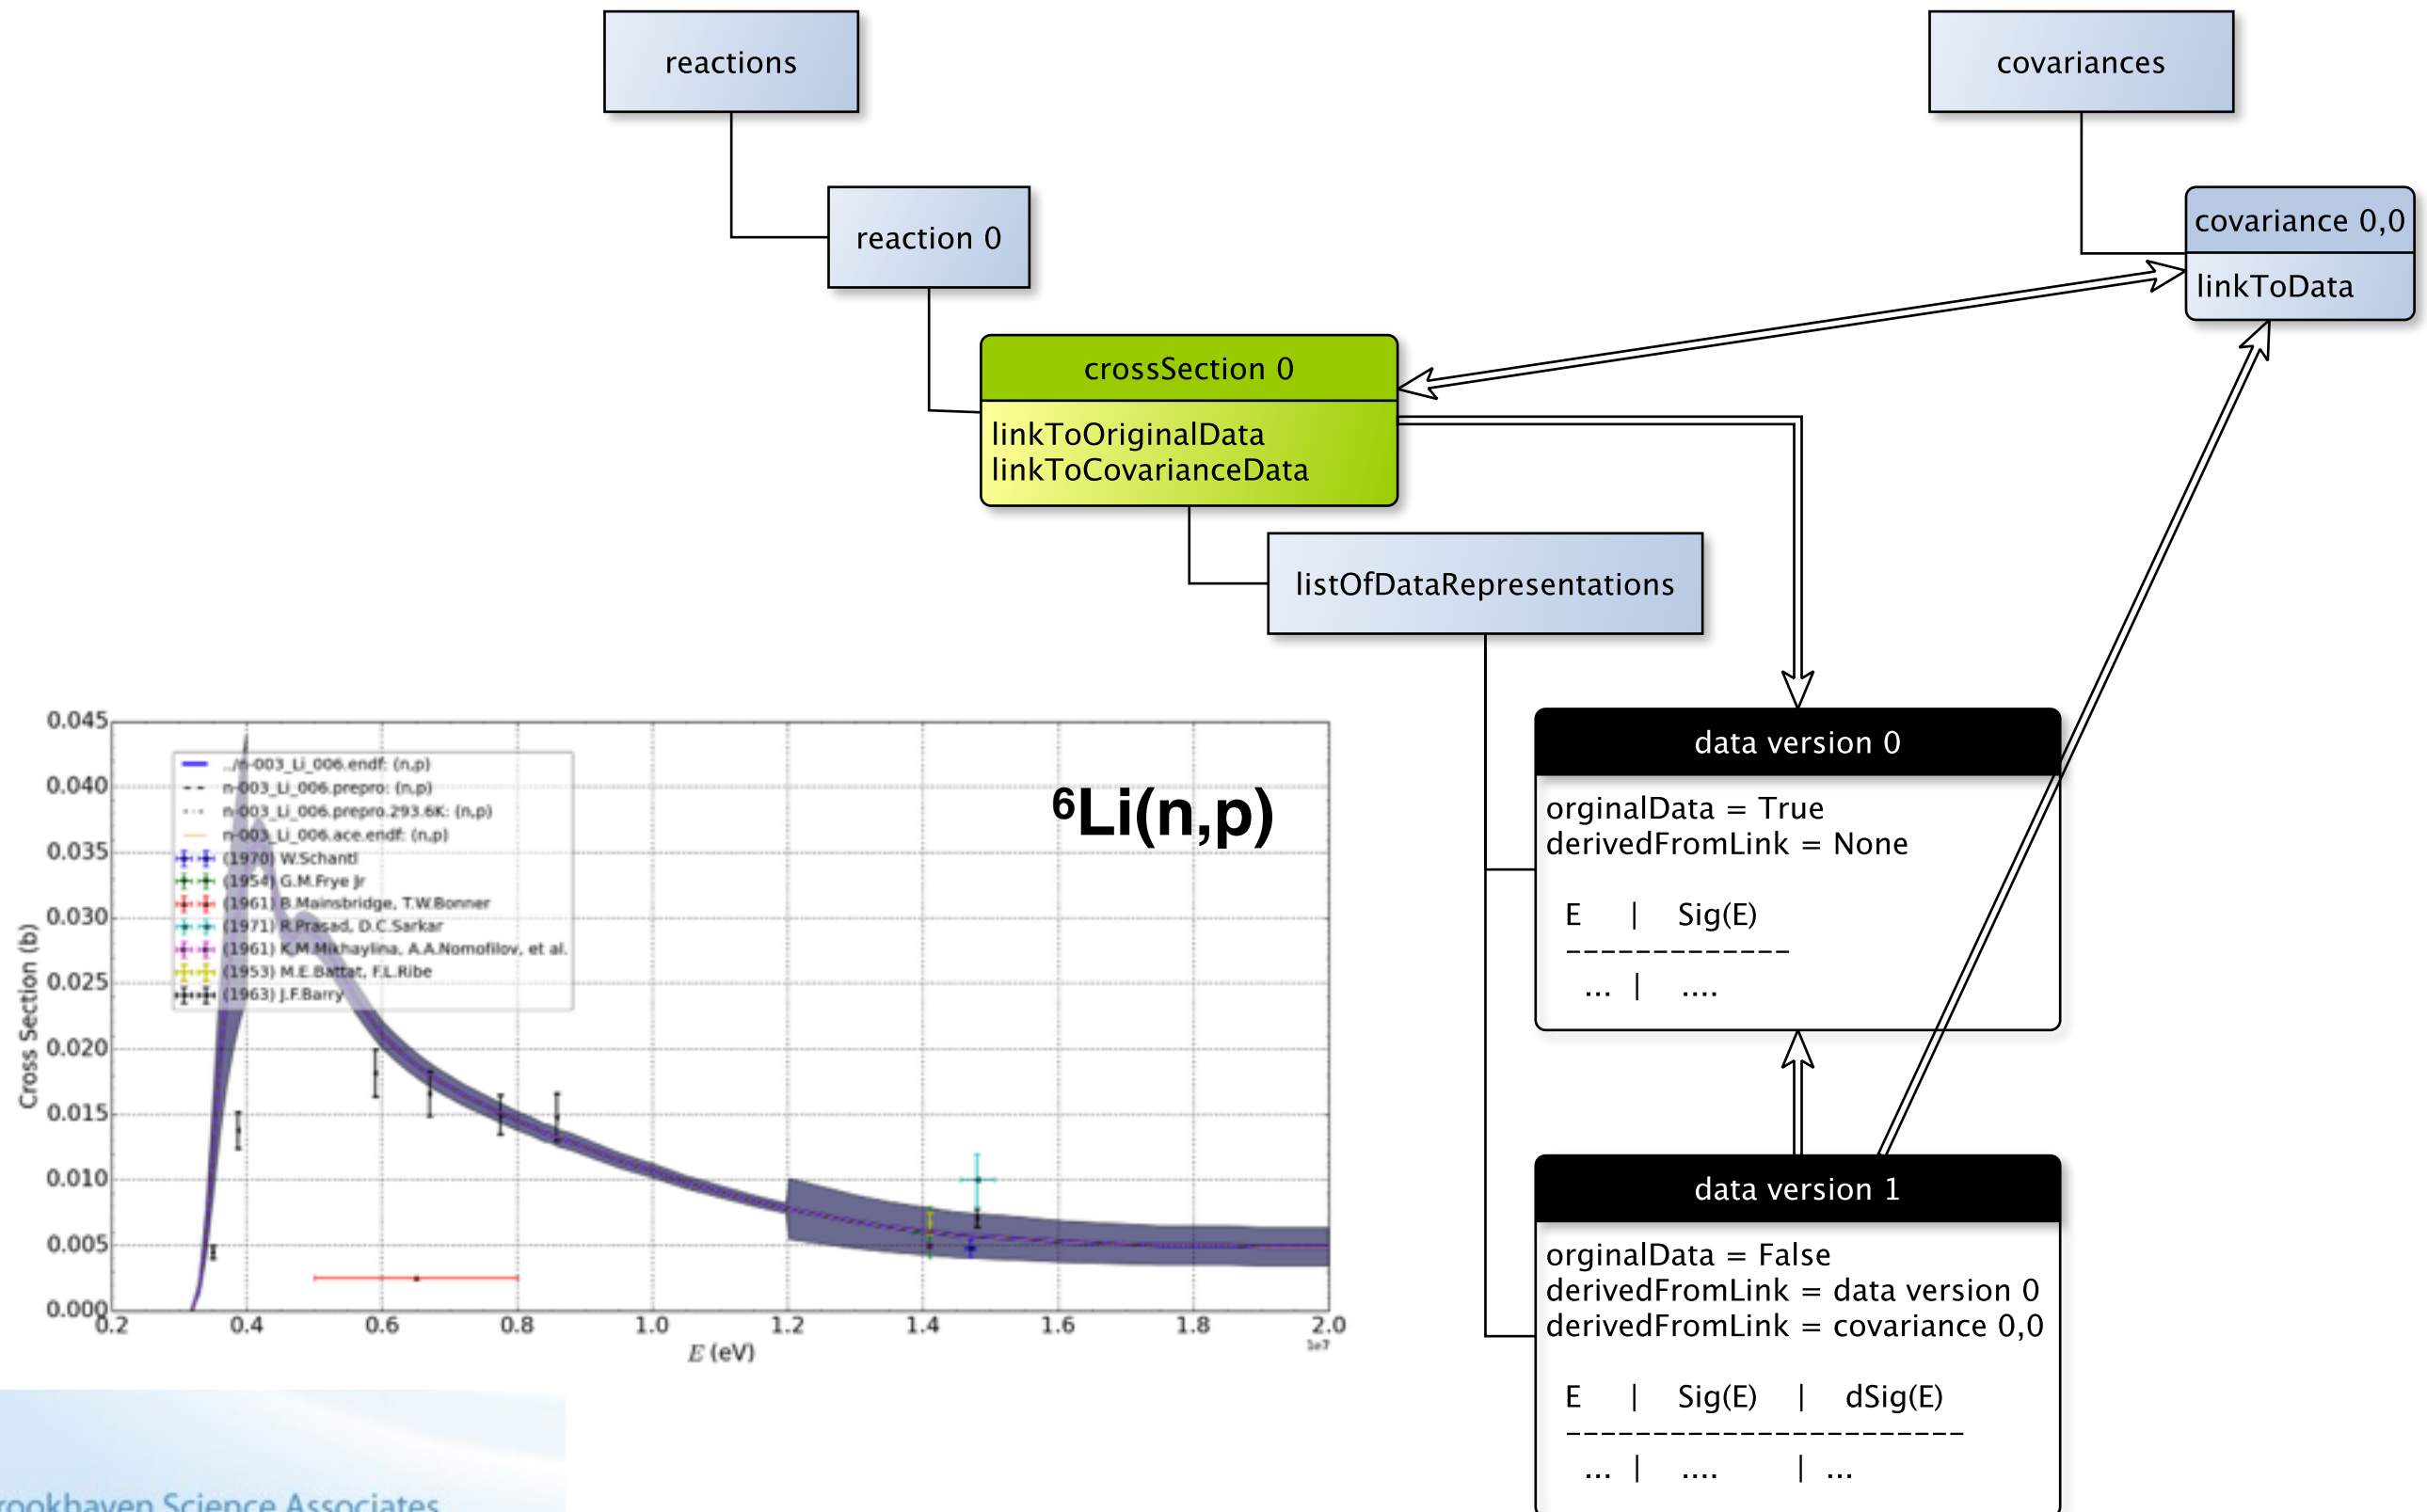 reactions
covariances
reaction 0
covariance 0,0
linkToData
crossSection 0
linkToOriginalData
linkToCovarianceData
listOfDataRepresentations
data version 0
orginalData = True
derivedFromLink = None
E | Sig(E)
-------------
... | ....
data version 1
orginalData = False
derivedFromLink = data version 0
derivedFromLink = covariance 0,0
E | Sig(E) | dSig(E)
-----------------------
... | .... | ...
⁶Li(n,p)
../n-003_Li_006.endf: (n,p)
n-003_Li_006.prepro: (n,p)
n-003_Li_006.prepro.293.6K: (n,p)
n-003_Li_006.ace.endf: (n,p)
(1970) W.Schantl
(1954) G.M.Frye Jr
(1961) B.Mainsbridge, T.W.Bonner
(1971) R.Prasad, D.C.Sarkar
(1961) K.M.Mikhaylina, A.A.Nomofilov, et al.
(1953) M.E.Battat, F.L.Ribe
(1963) J.F.Barry
Cross Section (b)
0.045
0.040
0.035
0.030
0.025
0.020
0.015
0.010
0.005
0.000
0.2 0.4 0.6 0.8 1.0 1.2 1.4 1.6 1.8 2.0
1e7
E (eV)
rookhaven Science Associates